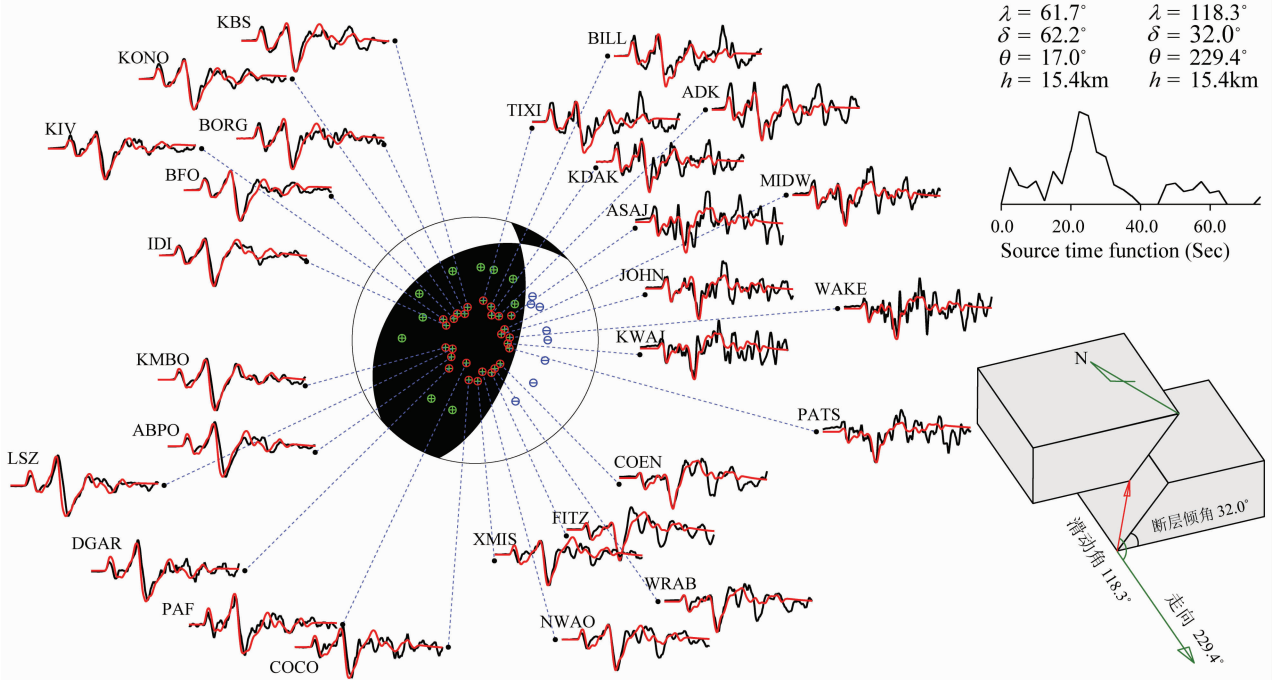 KBS
KONO
KIV
BORG
BFO
IDI
KMBO
ABPO
LSZ
DGAR
PAF
COCO
BILL
ADK
TIXI
KDAK
MIDW
ASAJ
JOHN
WAKE
KWAJ
PATS
COEN
FITZ
XMIS
WRAB
NWAO
λ = 61.7° λ = 118.3°
δ = 62.2° δ = 32.0°
θ = 17.0° θ = 229.4°
h = 15.4km h = 15.4km
0.0 20.0 40.0 60.0
Source time function (Sec)
N
断层倾角 32.0°
滑动角 118.3°
走向 229.4°